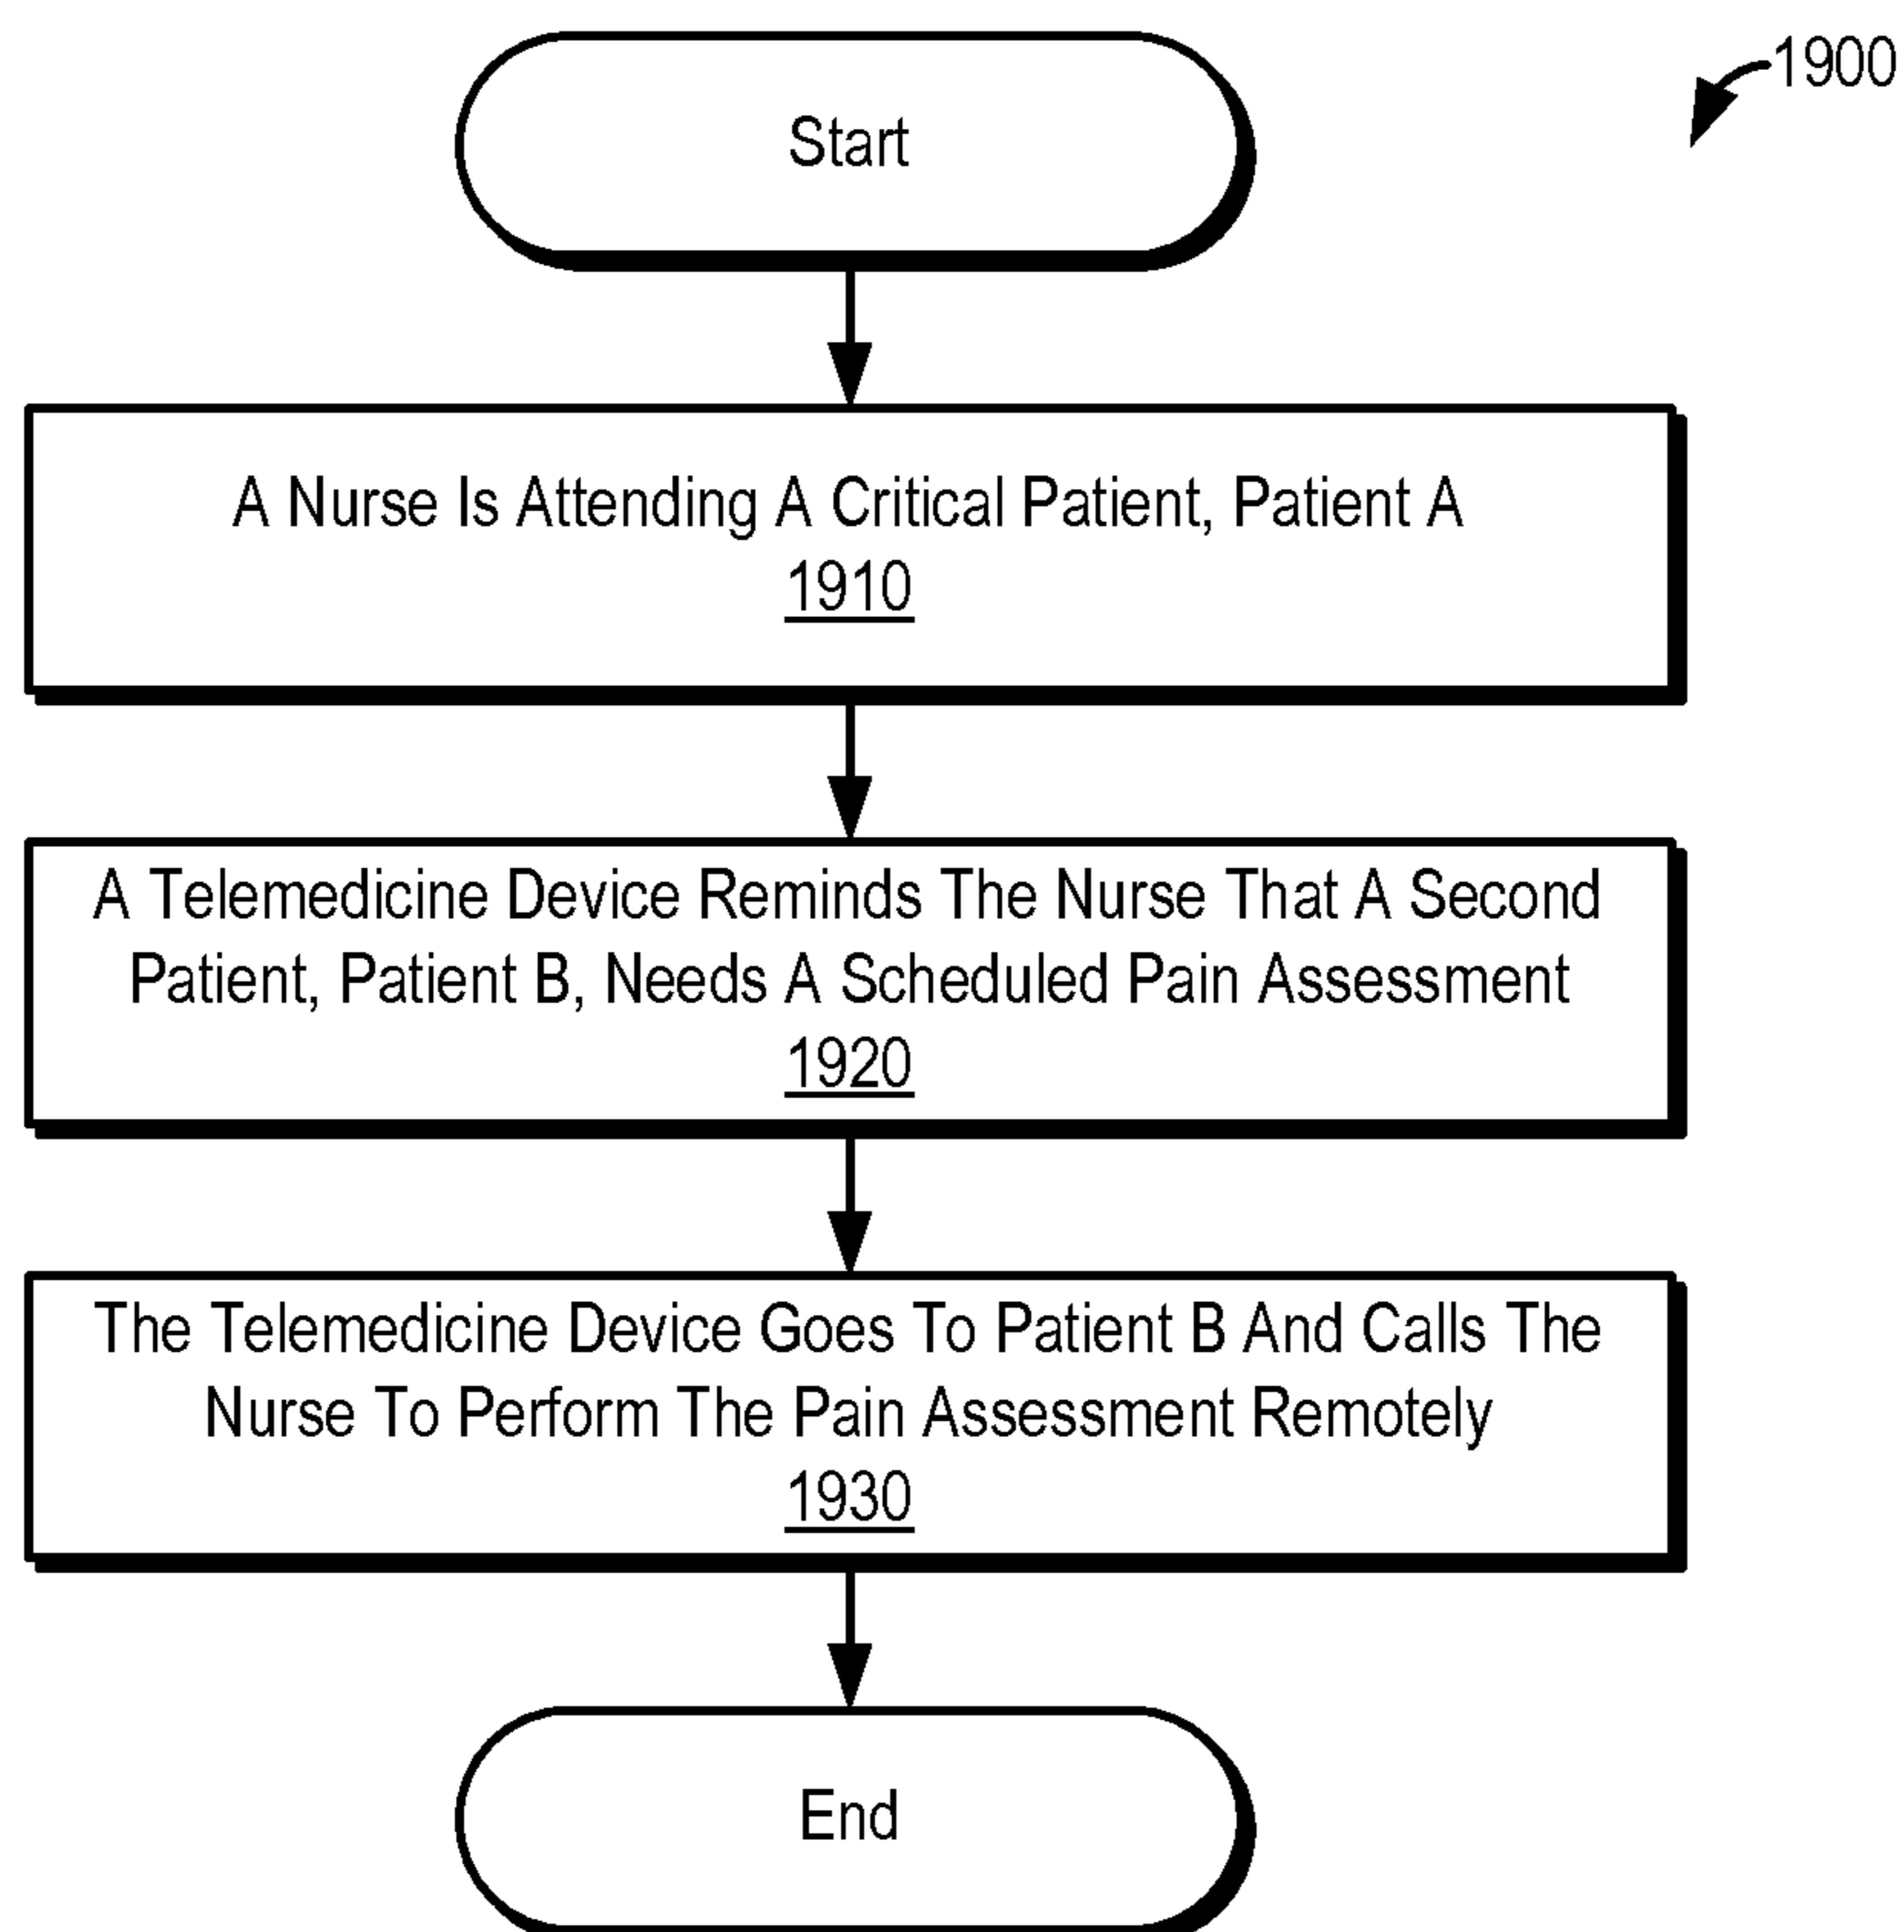 Start
1900
A Nurse Is Attending A Critical Patient, Patient A
1910
A Telemedicine Device Reminds The Nurse That A Second
Patient, Patient B, Needs A Scheduled Pain Assessment
1920
The Telemedicine Device Goes To Patient B And Calls The
Nurse To Perform The Pain Assessment Remotely
1930
End